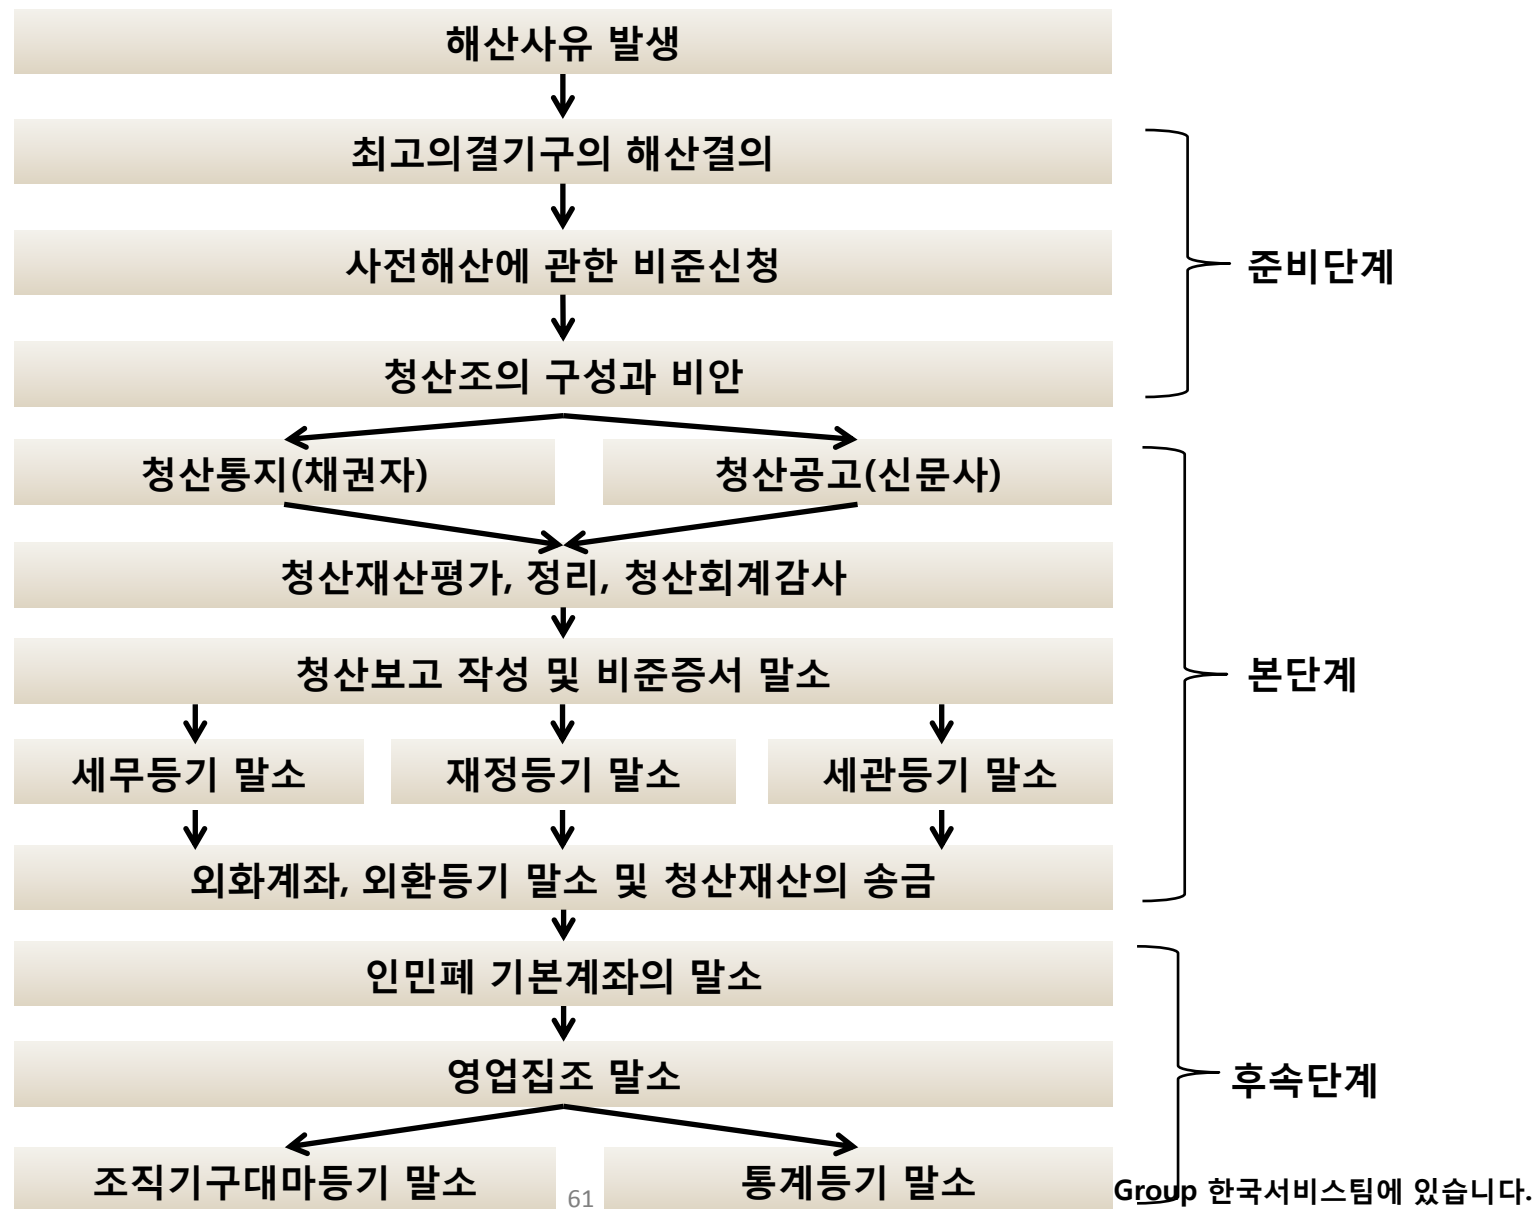 해산사유 발생
최고의결기구의 해산결의
사전해산에 관한 비준신청
준비단계
청산조의 구성과 비안
청산통지(채권자)
청산공고(신문사)
청산재산평가, 정리, 청산회계감사
청산보고 작성 및 비준증서 말소
본단계
세무등기 말소
재정등기 말소
세관등기 말소
외화계좌, 외환등기 말소 및 청산재산의 송금
인민폐 기본계좌의 말소
영업집조 말소
후속단계
조직기구대마등기 말소
통계등기 말소
61
Group 한국서비스팀에 있습니다.